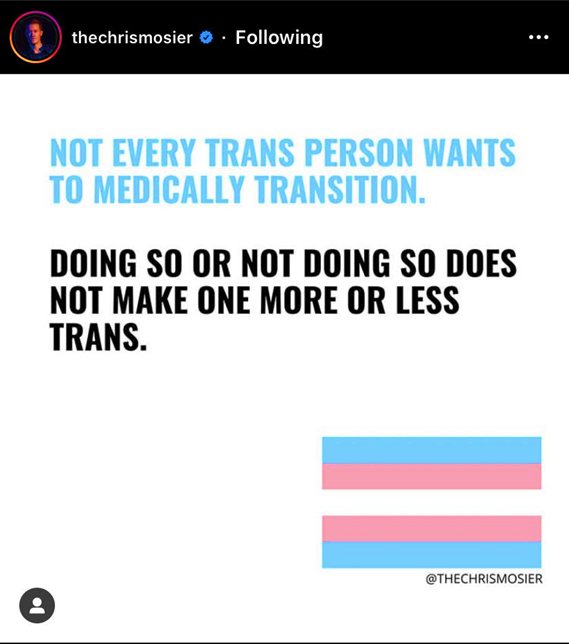 thechrismosier · Following
NOT EVERY TRANS PERSON WANTS
TO MEDICALLY TRANSITION.
DOING SO OR NOT DOING SO DOES
NOT MAKE ONE MORE OR LESS
TRANS.
@THECHRISMOSIER